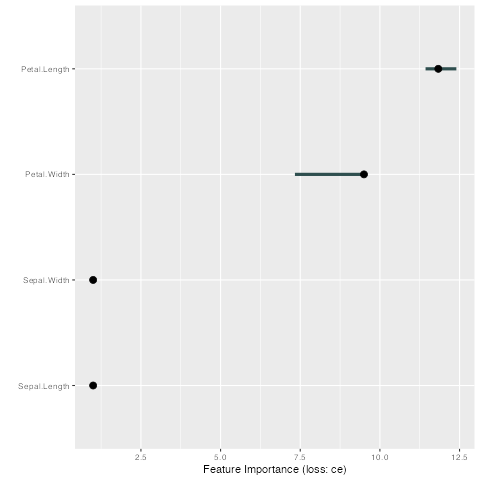 Petal.Length
Petal.Width
Sepal.Width
Sepal.Length
2.5 5.0 7.5 10.0 12.5
Feature Importance (loss: ce)